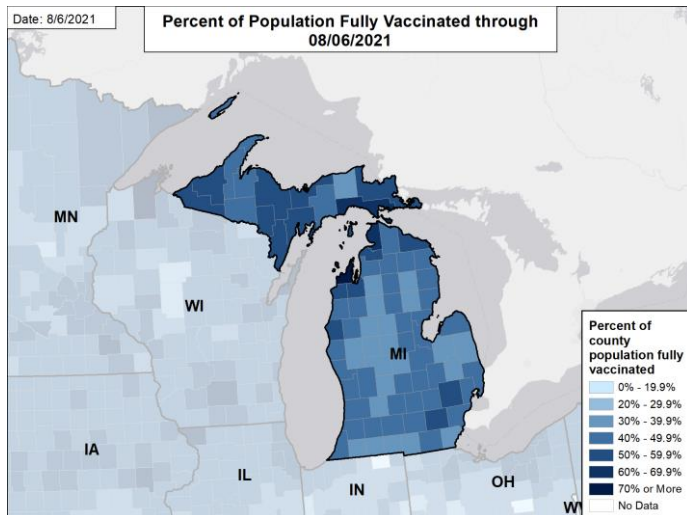 Date: 8/6/2021
Percent of Population Fully Vaccinated through
08/06/2021
MN
WI
MI
IA
IL
IN
OH
WV
Percent of
county
population fully
vaccinated
0% - 19.9%
20% - 29.9%
30% - 39.9%
40% - 49.9%
50% - 59.9%
60% - 69.9%
70% or More
No Data